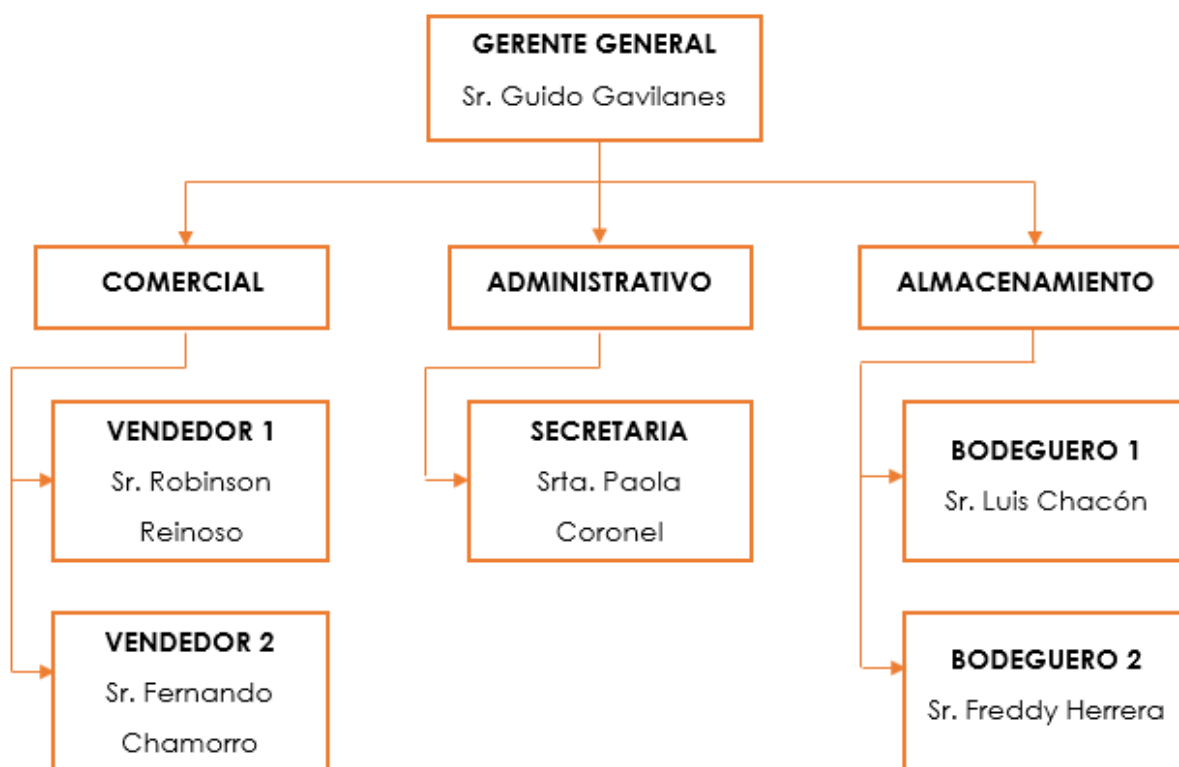 GERENTE GENERAL
Sr. Guido Gavilanes
COMERCIAL
ADMINISTRATIVO
ALMACENAMIENTO
VENDEDOR 1
Sr. Robinson
Reinoso
SECRETARIA
Srta. Paola
Coronel
BODEGUERO 1
Sr. Luis Chacón
VENDEDOR 2
Sr. Fernando
Chamorro
BODEGUERO 2
Sr. Freddy Herrera